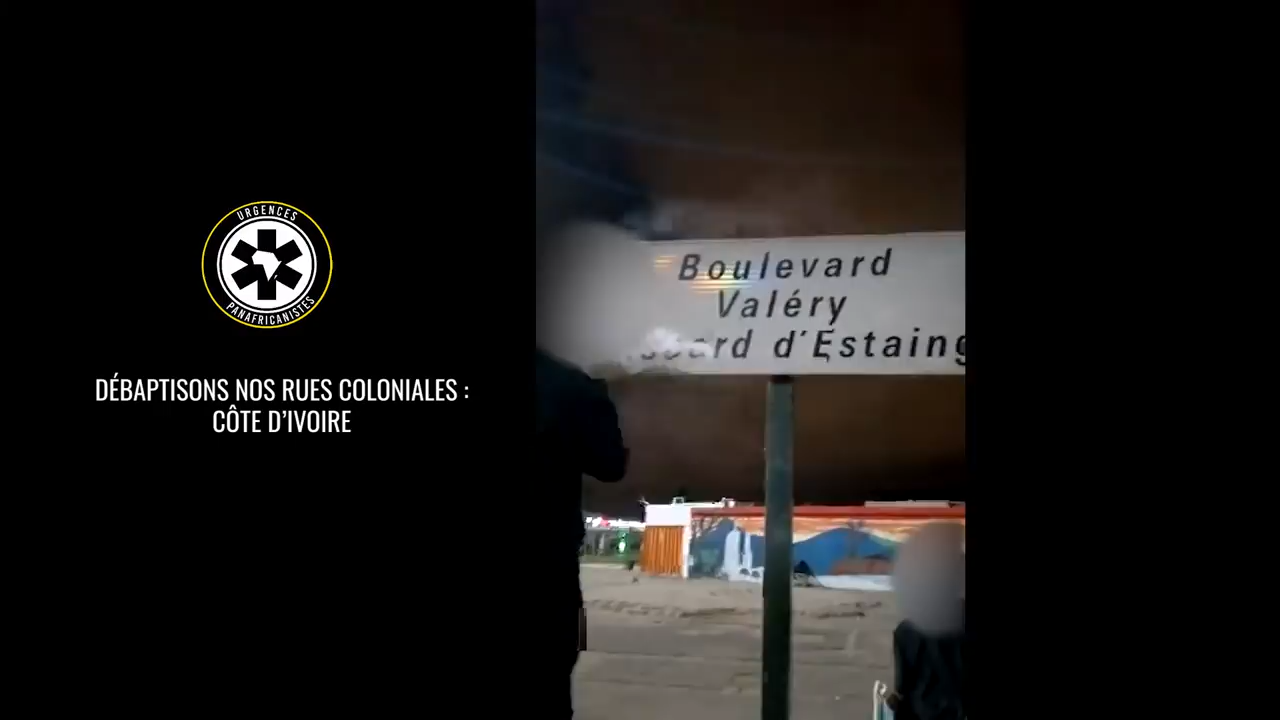 URGENCES
PANAFRICANISTES
DÉBAPTISONS NOS RUES COLONIALES :
CÔTE D'IVOIRE
Boulevard
Valéry
d'Estaing